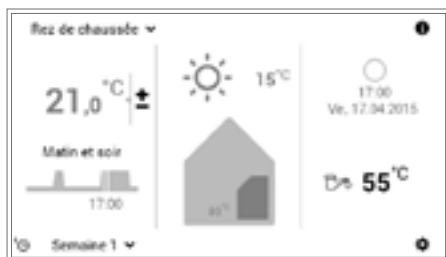 Rez de chaussée
21,0 °C
±
Matin et soir
17:00
Semaine 1
15°C
17:00
Ve, 17.04.2015
55°C